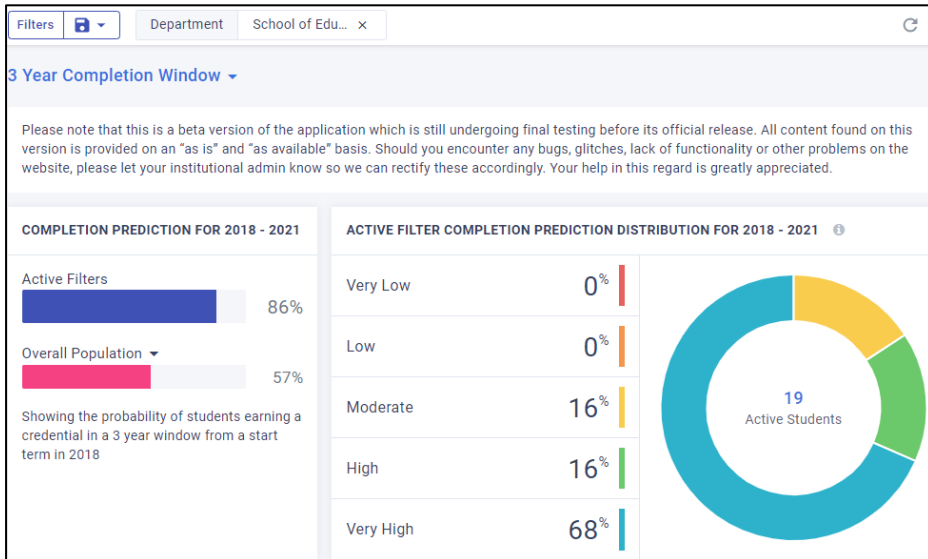 Filters
Department
School of Edu... ×
3 Year Completion Window
Please note that this is a beta version of the application which is still undergoing final testing before its official release. All content found on this
version is provided on an “as is” and “as available” basis. Should you encounter any bugs, glitches, lack of functionality or other problems on the
website, please let your institutional admin know so we can rectify these accordingly. Your help in this regard is greatly appreciated.
COMPLETION PREDICTION FOR 2018 - 2021
Active Filters
86%
Overall Population
57%
Showing the probability of students earning a
credential in a 3 year window from a start
term in 2018
ACTIVE FILTER COMPLETION PREDICTION DISTRIBUTION FOR 2018 - 2021
Very Low 0%
Low 0%
Moderate 16%
High 16%
Very High 68%
19
Active Students